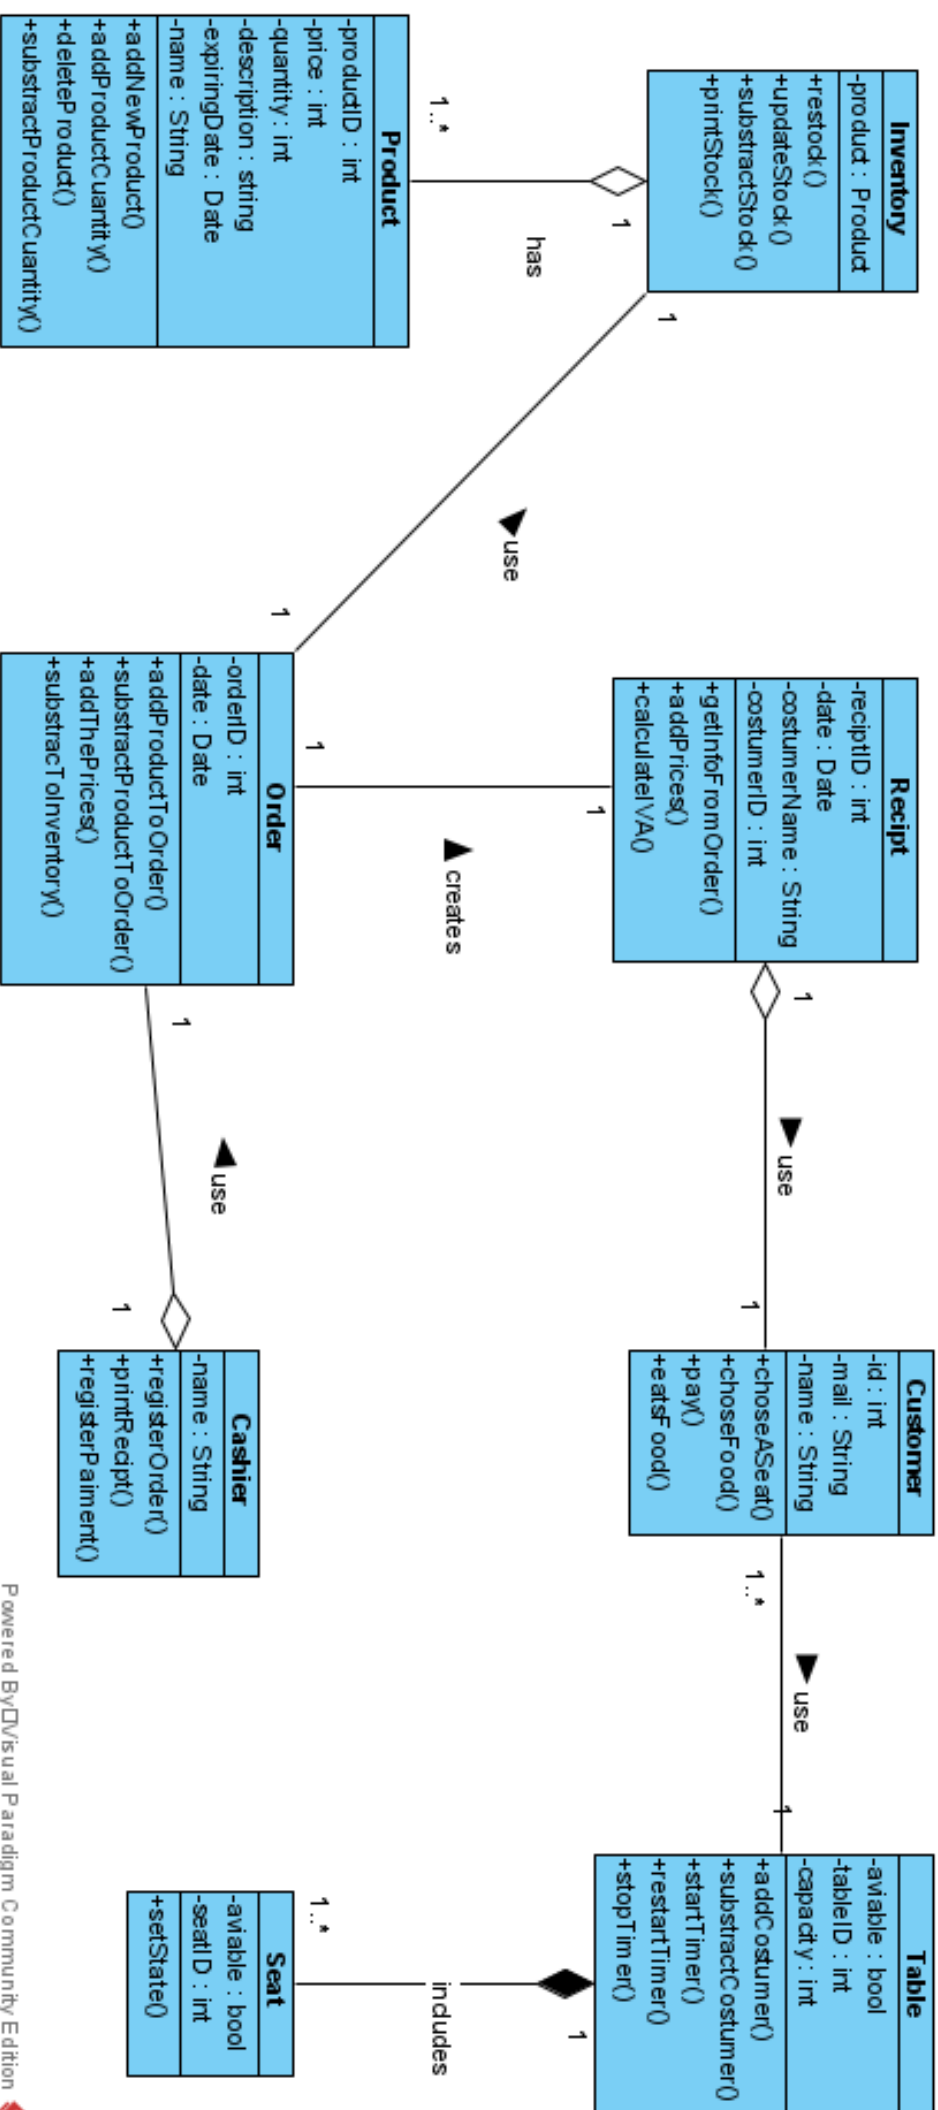 Inventory
-product : Product
+restock()
+updateStock()
+substractStock()
+printStock()
1
1
has
1..*
Product
-productID : int
-price : int
-quantity : int
-description : string
-expiringDate : Date
-name : String
+addNewProduct()
+addProductCuantity()
+deleteProduct()
+substractProductCuantity()
use
1
Recipt
-reciptID : int
-date : Date
-costumerName : String
-costumerID : int
+getInfoFromOrder()
+addPrices()
+calculateIVA()
1
1
creates
1
Order
-orderID : int
-date : Date
+addProductToOrder()
+substractProductToOrder()
+addThePrices()
+substracToInventory()
1
use
1
use
1
Customer
-id : int
-mail : String
-name : String
+choseASeat()
+choseFood()
+pay()
+eatsFood()
1..*
Cashier
-name : String
+registerOrder()
+printRecipt()
+registerPaiment()
1
use
1
Table
-aviable : bool
-tableID : int
-capacity : int
+addCostumer()
+substractCostumer()
+startTimer()
+restartTimer()
+stopTimer()
1
includes
1..*
Seat
-aviable : bool
-seatID : int
+setState()
Powered By□Visual Paradigm Community Edition